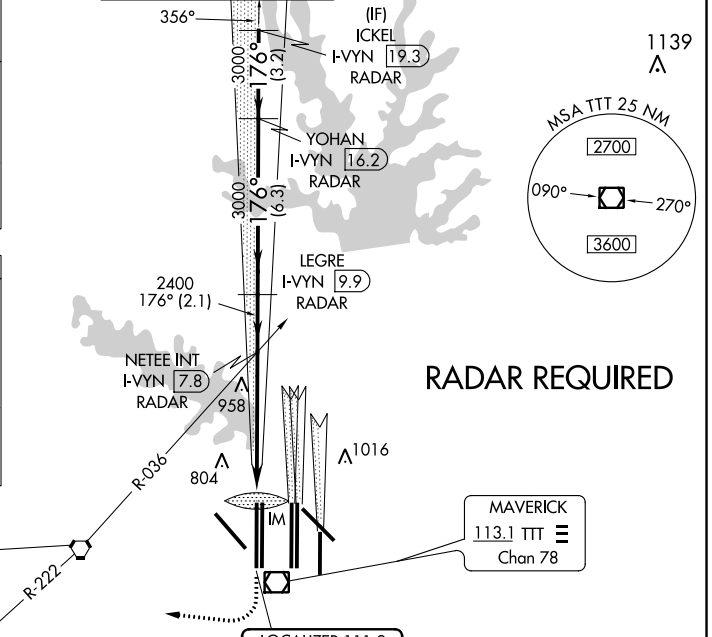 356°
(IF)
ICKEL
I-VYN 19.3
RADAR
1139
3000
176°
(3.2)
MSA TTT 25 NM
2700
090°
270°
3600
YOHAN
I-VYN 16.2
RADAR
3000
176°
(6.3)
LEGRE
I-VYN 9.9
RADAR
2400
176° (2.1)
NETEE INT
I-VYN 7.8
RADAR
958
RADAR REQUIRED
1016
804
R-036
IM
MAVERICK
113.1 TTT
Chan 78
R-222